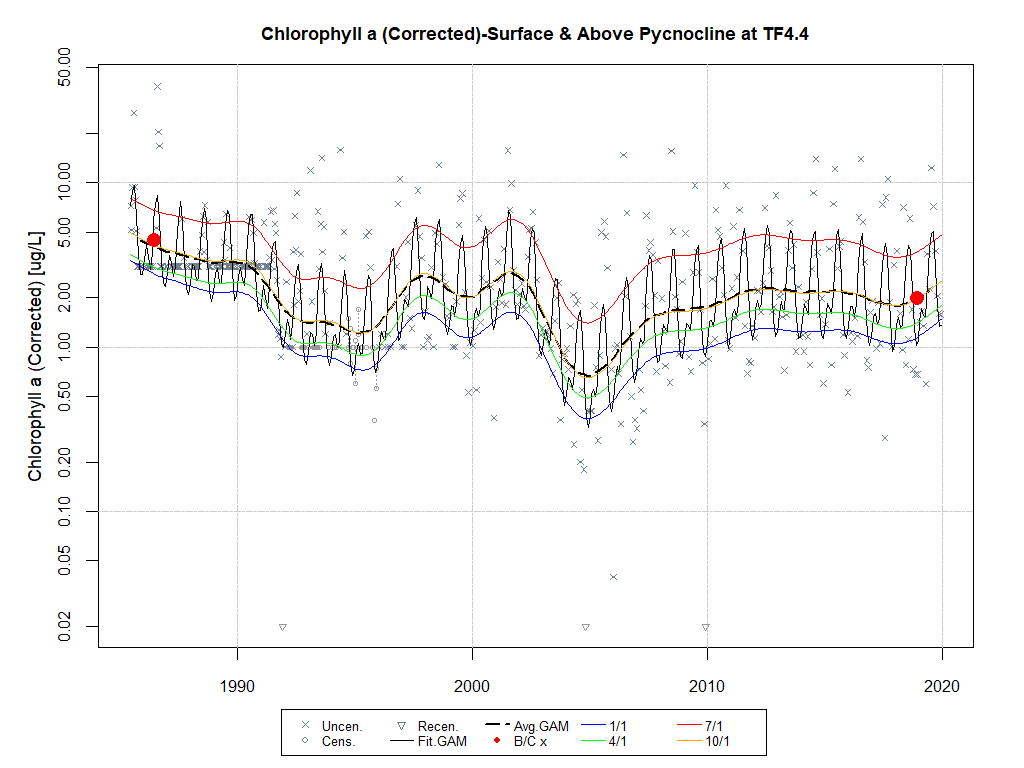 Chlorophyll a (Corrected)-Surface & Above Pycnocline at TF4.4
Chlorophyll a (Corrected) [ug/L]
50.00
10.00
5.00
2.00
1.00
0.50
0.20
0.10
0.05
0.02
1990 2000 2010 2020
Uncen. Recen. Avg.GAM 1/1 7/1
Cens. Fit.GAM B/C x 4/1 10/1